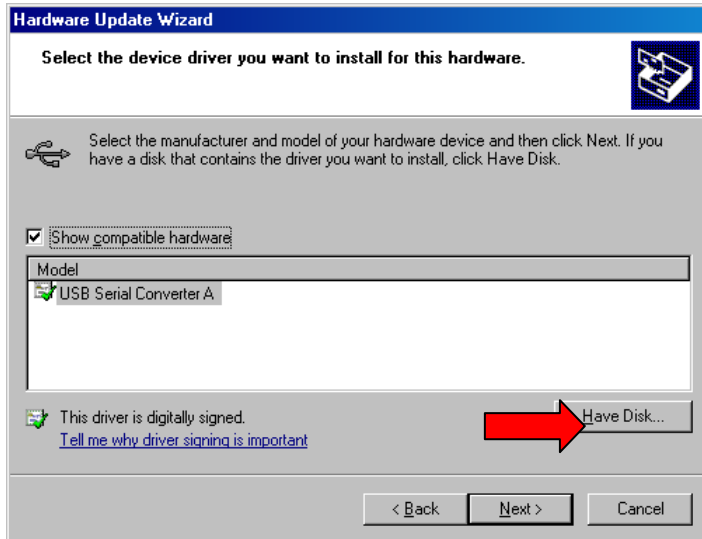 Hardware Update Wizard
Select the device driver you want to install for this hardware.
Select the manufacturer and model of your hardware device and then click Next. If you
have a disk that contains the driver you want to install, click Have Disk.
Show compatible hardware
Model
USB Serial Converter A
This driver is digitally signed.
Tell me why driver signing is important
Have Disk...
< Back
Next >
Cancel